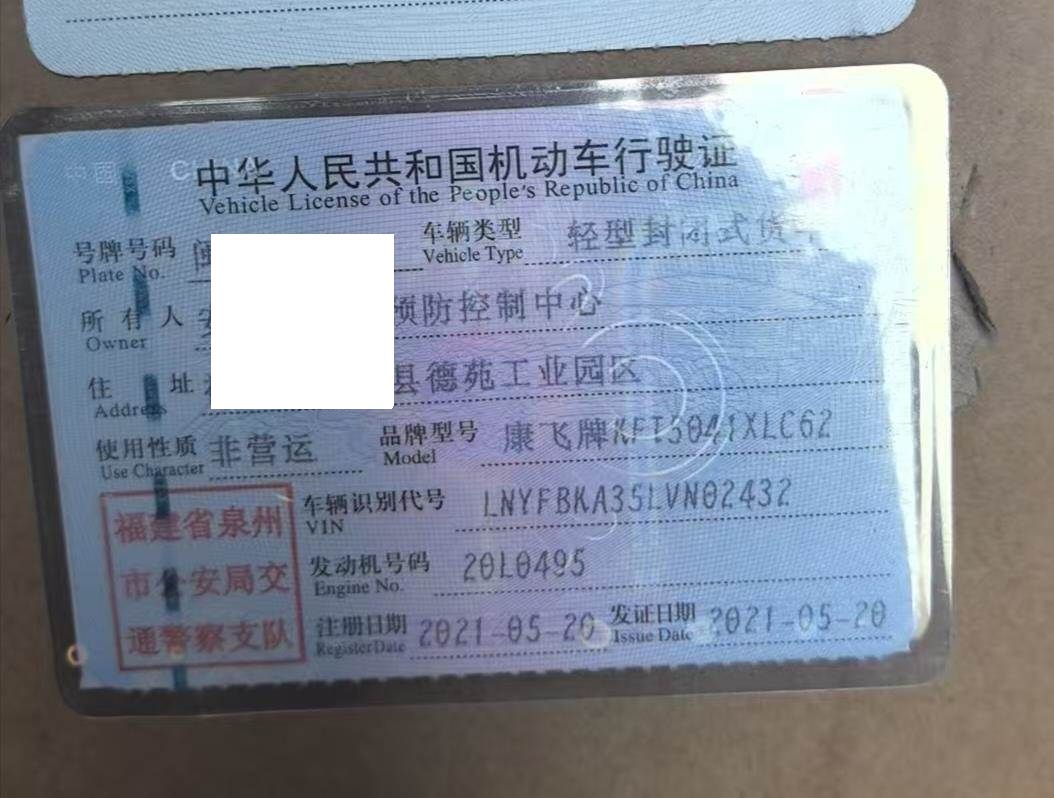 中华人民共和国机动车行驶证
Vehicle License of the People's Republic of China
号牌号码 闽 车辆类型 轻型封闭式货车
Plate No. Vehicle Type
所有人 安 预防控制中心
Owner
住址 县德苑工业园区
Address
使用性质 非营运 品牌型号 康飞牌KFT5041XLC62
Use Character Model
车辆识别代号 LNYFBKA35LVN02432
VIN
发动机号码 20L0495
Engine No.
注册日期 2021-05-20 发证日期 2021-05-20
Register Date Issue Date
福建省泉州
市公安局交
通警察支队